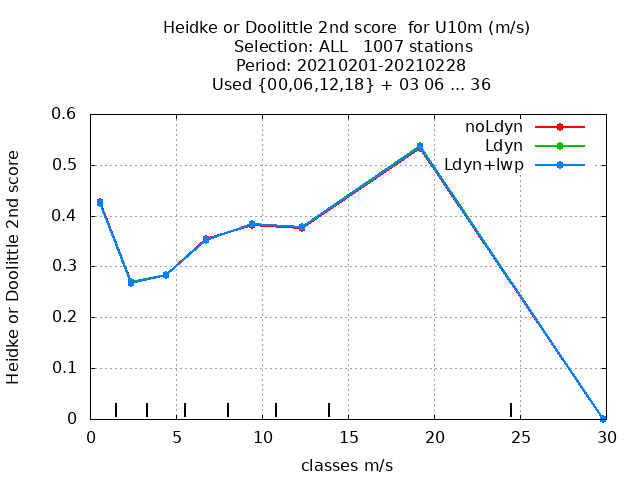 Heidke or Doolittle 2nd score  for U10m (m/s)
Selection: ALL   1007 stations
Period: 20210201-20210228
Used {00,06,12,18} + 03 06 ... 36
noLdyn
Ldyn
Ldyn+lwp
Heidke or Doolittle 2nd score
0.6
0.5
0.4
0.3
0.2
0.1
0
0 5 10 15 20 25 30
classes m/s